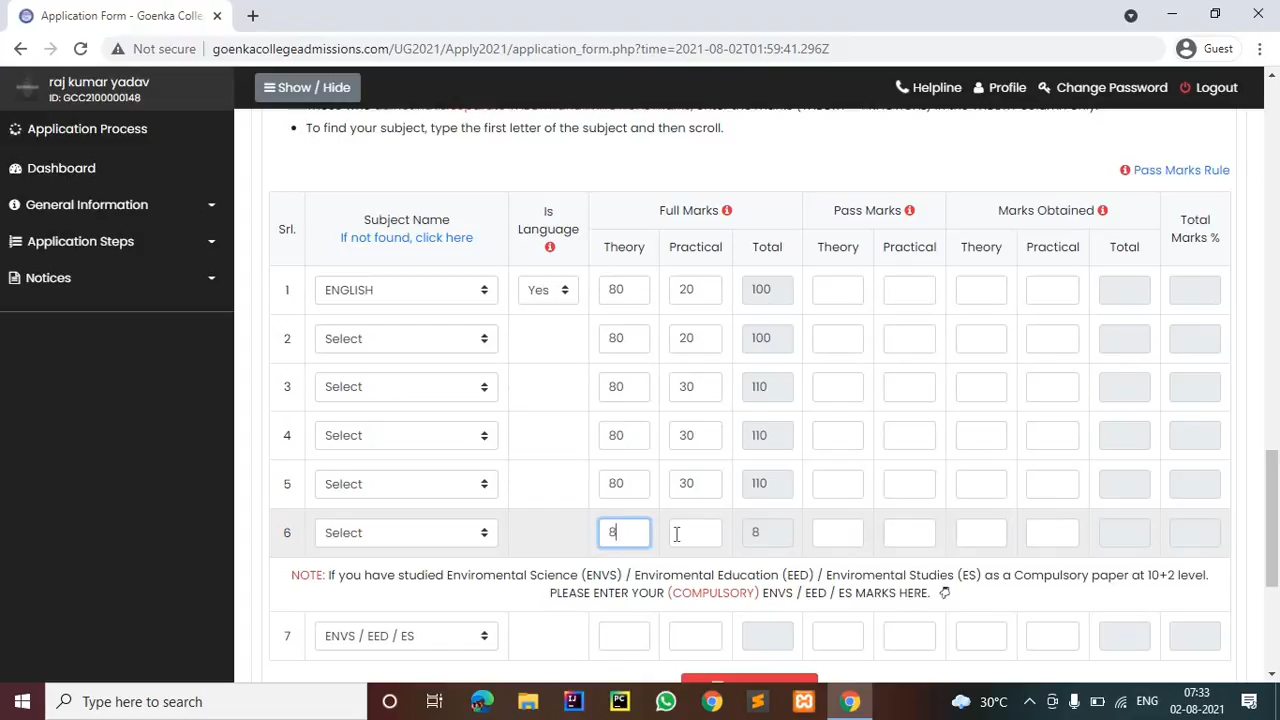 Application Form - Goenka Colle
Not secure goenkacollegeadmissions.com/UG2021/Apply2021/application_form.php?time=2021-08-02T01:59:41.296Z Guest
raj kumar yadav
ID: GCC2100000148
Show / Hide Helpline Profile Change Password Logout
Application Process
Dashboard
General Information
Application Steps
Notices
To find your subject, type the first letter of the subject and then scroll.
Pass Marks Rule
Srl. Subject Name If not found, click here Is Language Full Marks Pass Marks Marks Obtained Total Marks %
Theory Practical Total Theory Practical Theory Practical Total
1 ENGLISH Yes 80 20 100
2 Select 80 20 100
3 Select 80 30 110
4 Select 80 30 110
5 Select 80 30 110
6 Select 8 8
NOTE: If you have studied Enviromental Science (ENVS) / Enviromental Education (EED) / Enviromental Studies (ES) as a Compulsory paper at 10+2 level.
PLEASE ENTER YOUR (COMPULSORY) ENVS / EED / ES MARKS HERE.
7 ENVS / EED / ES
Type here to search 30°C ENG 07:33
02-08-2021